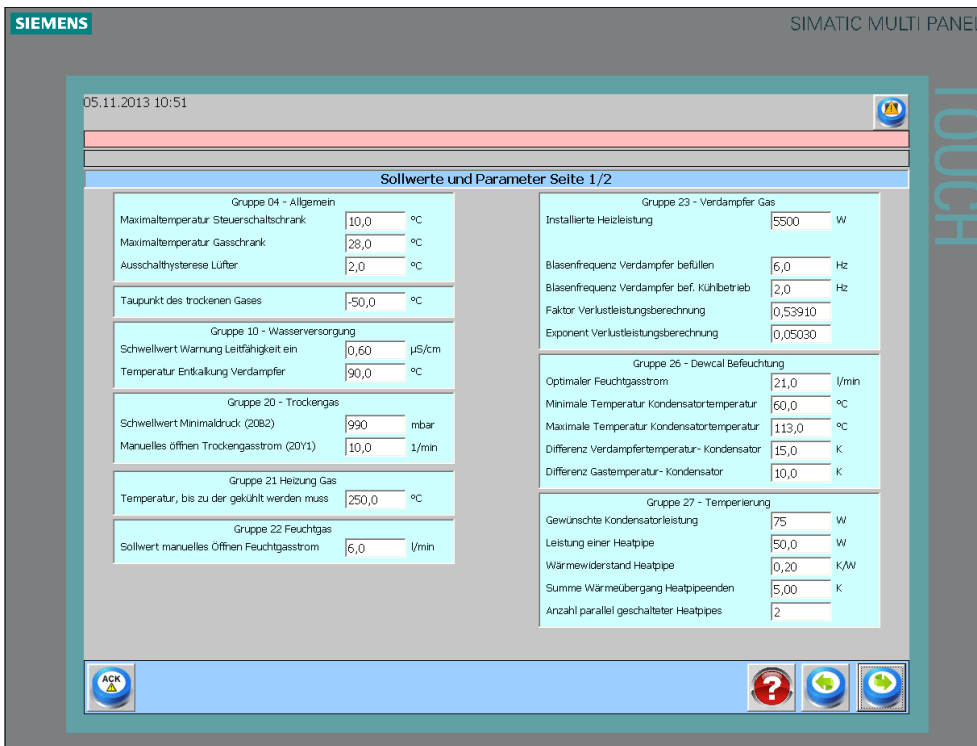 SIEMENS
SIMATIC MULTI PANEL
TOUCH
05.11.2013 10:51
Sollwerte und Parameter Seite 1/2
Gruppe 04 - Allgemein
Maximaltemperatur Steuerschaltschrank 10,0 °C
Maximaltemperatur Gasschrank 28,0 °C
Ausschalthysterese Lüfter 2,0 °C
Taupunkt des trockenen Gases -50,0 °C
Gruppe 10 - Wasserversorgung
Schwellwert Warnung Leitfähigkeit ein 0,60 µS/cm
Temperatur Entkalkung Verdampfer 90,0 °C
Gruppe 20 - Trockengas
Schwellwert Minimaldruck (20B2) 990 mbar
Manuelles öffnen Trockengasstrom (20Y1) 10,0 1/min
Gruppe 21 Heizung Gas
Temperatur, bis zu der gekühlt werden muss 250,0 °C
Gruppe 22 Feuchtgas
Sollwert manuelles Öffnen Feuchtgasstrom 6,0 l/min
Gruppe 23 - Verdampfer Gas
Installierte Heizleistung 5500 W
Blasenfrequenz Verdampfer befüllen 6,0 Hz
Blasenfrequenz Verdampfer bef. Kühlbetrieb 2,0 Hz
Faktor Verlustleistungsberechnung 0,53910
Exponent Verlustleistungsberechnung 0,05030
Gruppe 26 - Dewcal Befeuchtung
Optimaler Feuchtgasstrom 21,0 l/min
Minimale Temperatur Kondensatortemperatur 60,0 °C
Maximale Temperatur Kondensatortemperatur 113,0 °C
Differenz Verdampfertemperatur- Kondensator 15,0 K
Differenz Gastemperatur- Kondensator 10,0 K
Gruppe 27 - Temperierung
Gewünschte Kondensatorleistung 75 W
Leistung einer Heatpipe 50,0 W
Wärmewiderstand Heatpipe 0,20 K/W
Summe Wärmeübergang Heatpipeenden 5,00 K
Anzahl parallel geschalteter Heatpipes 2
ACK
?